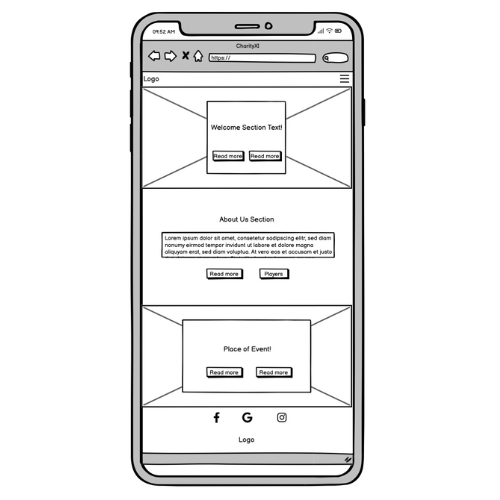 09:52 AM
CharityXI
https://
Logo
Welcome Section Text!
Read more Read more
About Us Section
Lorem ipsum dolor sit amet, consetetur sadipscing elitr, sed diam
nonumy eirmod tempor invidunt ut labore et dolore magna
aliquyam erat, sed diam voluptua. At vero eos et accusam et justo
Read more Players
Place of Event!
Read more Read more
Logo